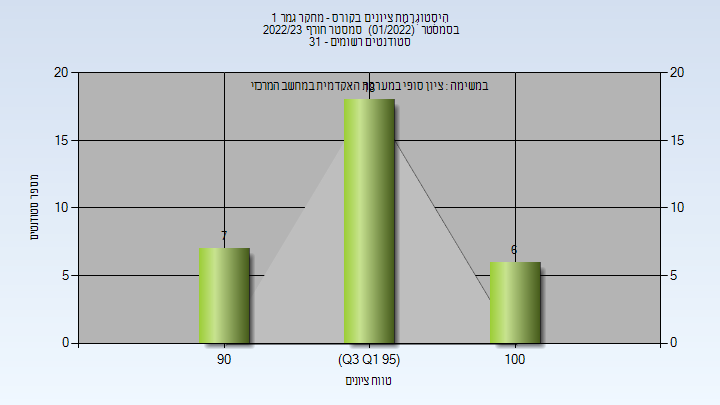 הִיסְטוֹגְרָמַת ציונים בקורס - מחקר גמר 1
בסמסטר (01/2022) סמסטר חורף 2022/23
סטודנטים רשומים - 31
במשימה : ציון סופי במערכת האקדמית במחשב המרכזי
מספר סטודנטים
20
15
10
5
0
20
15
10
5
0
7
18
6
90
(Q3 Q1 95)
100
טווח ציונים